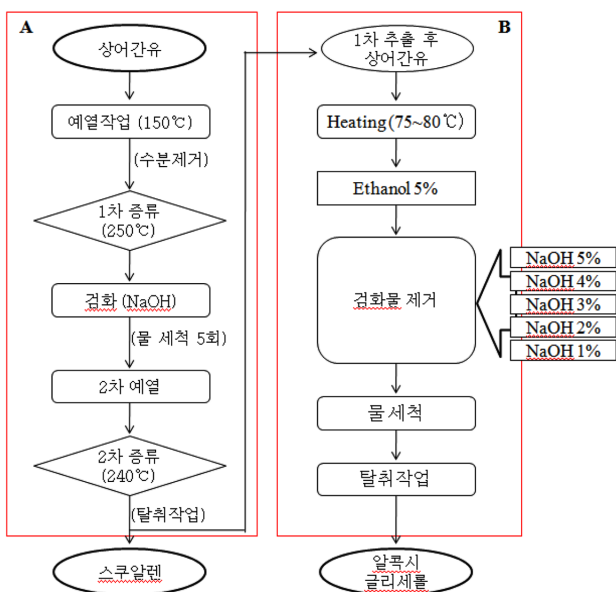 A
상어간유
예열작업 (150℃)
(수분제거)
1차 증류
(250℃)
검화 (NaOH)
(물 세척 5회)
2차 예열
2차 증류
(240℃)
(탈취작업)
스쿠알렌
B
1차 추출 후
상어간유
Heating (75~80℃)
Ethanol 5%
검화물 제거
NaOH 5%
NaOH 4%
NaOH 3%
NaOH 2%
NaOH 1%
물세척
탈취작업
알콕시
글리세롤